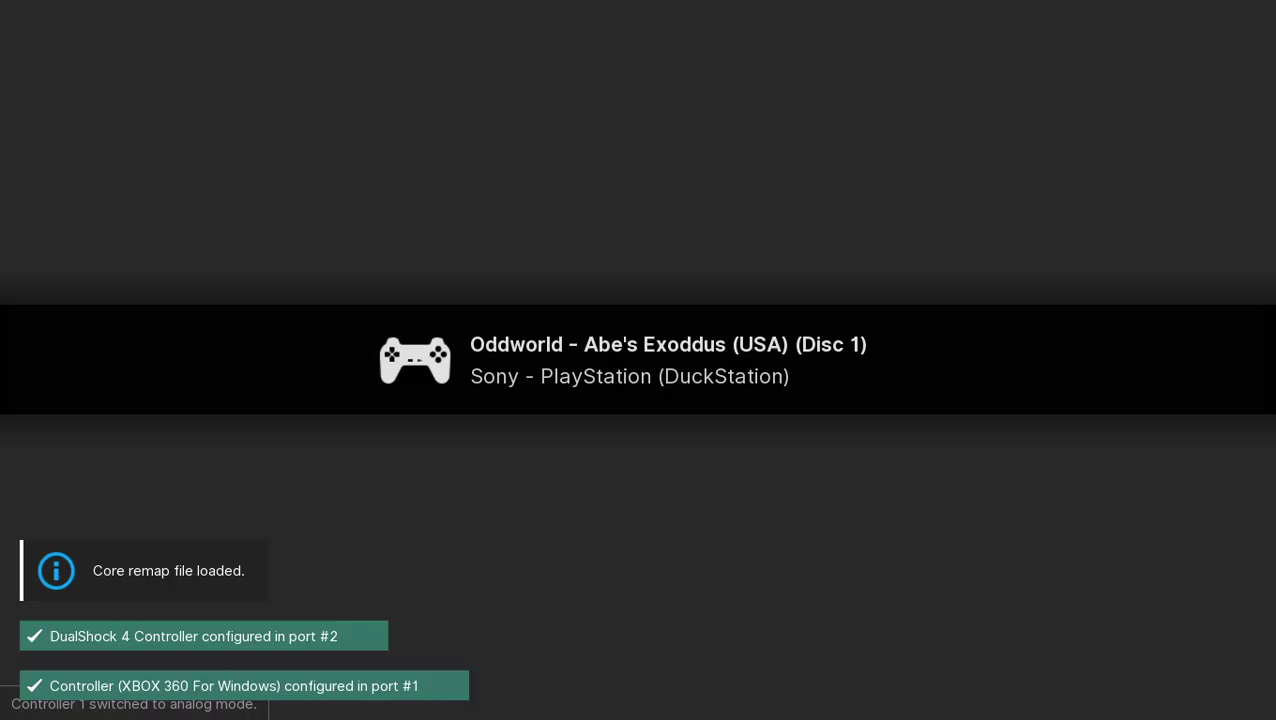 Oddworld - Abe's Exoddus (USA) (Disc 1)
Sony - PlayStation (DuckStation)
Core remap file loaded.
DualShock 4 Controller configured in port #2
Controller (XBOX 360 For Windows) configured in port #1
Controller 1 switched to analog mode.